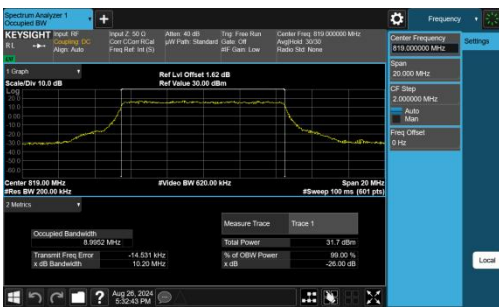 Spectrum Analyzer 1
Occupied BW
Frequency
KEYSIGHT
RL
Input: RF
Coupling: DC
Align: Auto
Input Z: 50 Ω
Corr CCorr RCal
Freq Ref: Int (S)
Atten: 40 dB
µW Path: Standard
Trig: Free Run
Gate: Off
#IF Gain: Low
Center Freq: 819.000000 MHz
Avg|Hold: 30/30
Radio Std: None
Center Frequency
819.000000 MHz
Settings
Span
20.000 MHz
CF Step
2.000000 MHz
Auto
Man
Freq Offset
0 Hz
Local
1 Graph
Scale/Div 10.0 dB
Ref Lvl Offset 1.62 dB
Ref Value 30.00 dBm
Log
20.0
10.0
0.00
-10.0
-20.0
-30.0
-40.0
-50.0
-60.0
Center 819.00 MHz
#Res BW 200.00 kHz
#Video BW 620.00 kHz
Span 20 MHz
#Sweep 100 ms (601 pts)
2 Metrics
Measure Trace
Trace 1
Occupied Bandwidth
8.9952 MHz
Total Power
31.7 dBm
Transmit Freq Error
-14.531 kHz
% of OBW Power
99.00 %
x dB Bandwidth
10.20 MHz
x dB
-26.00 dB
?
Aug 26, 2024
5:32:43 PM